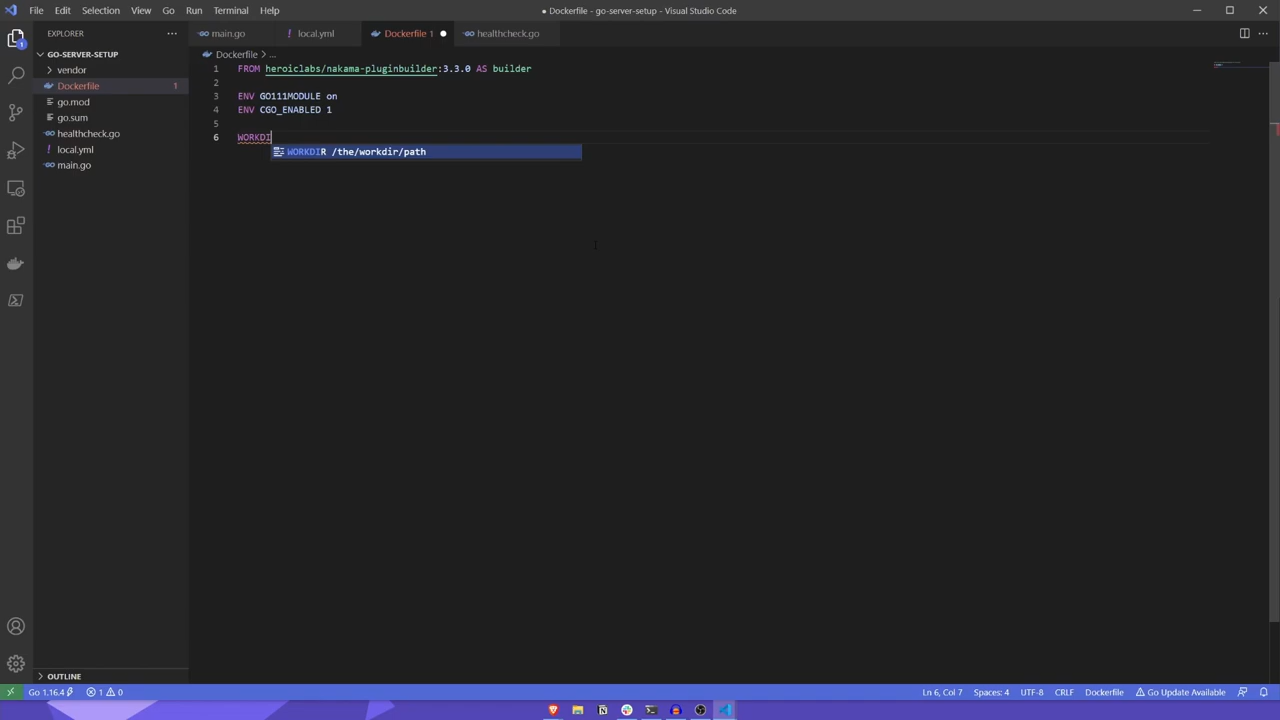 File Edit Selection View Go Run Terminal Help
● Dockerfile - go-server-setup - Visual Studio Code
EXPLORER
main.go
local.yml
Dockerfile 1
healthcheck.go
GO-SERVER-SETUP
Dockerfile > ...
vendor
1 FROM heroiclabs/nakama-pluginbuilder:3.3.0 AS builder
Dockerfile 1
2
go.mod
3 ENV GO111MODULE on
go.sum
4 ENV CGO_ENABLED 1
healthcheck.go
5
6 WORKDI
local.yml
WORKDIR /the/workdir/path
main.go
1
OUTLINE
Go 1.16.4 1 0
Ln 6, Col 7 Spaces: 4 UTF-8 CRLF Dockerfile Go Update Available